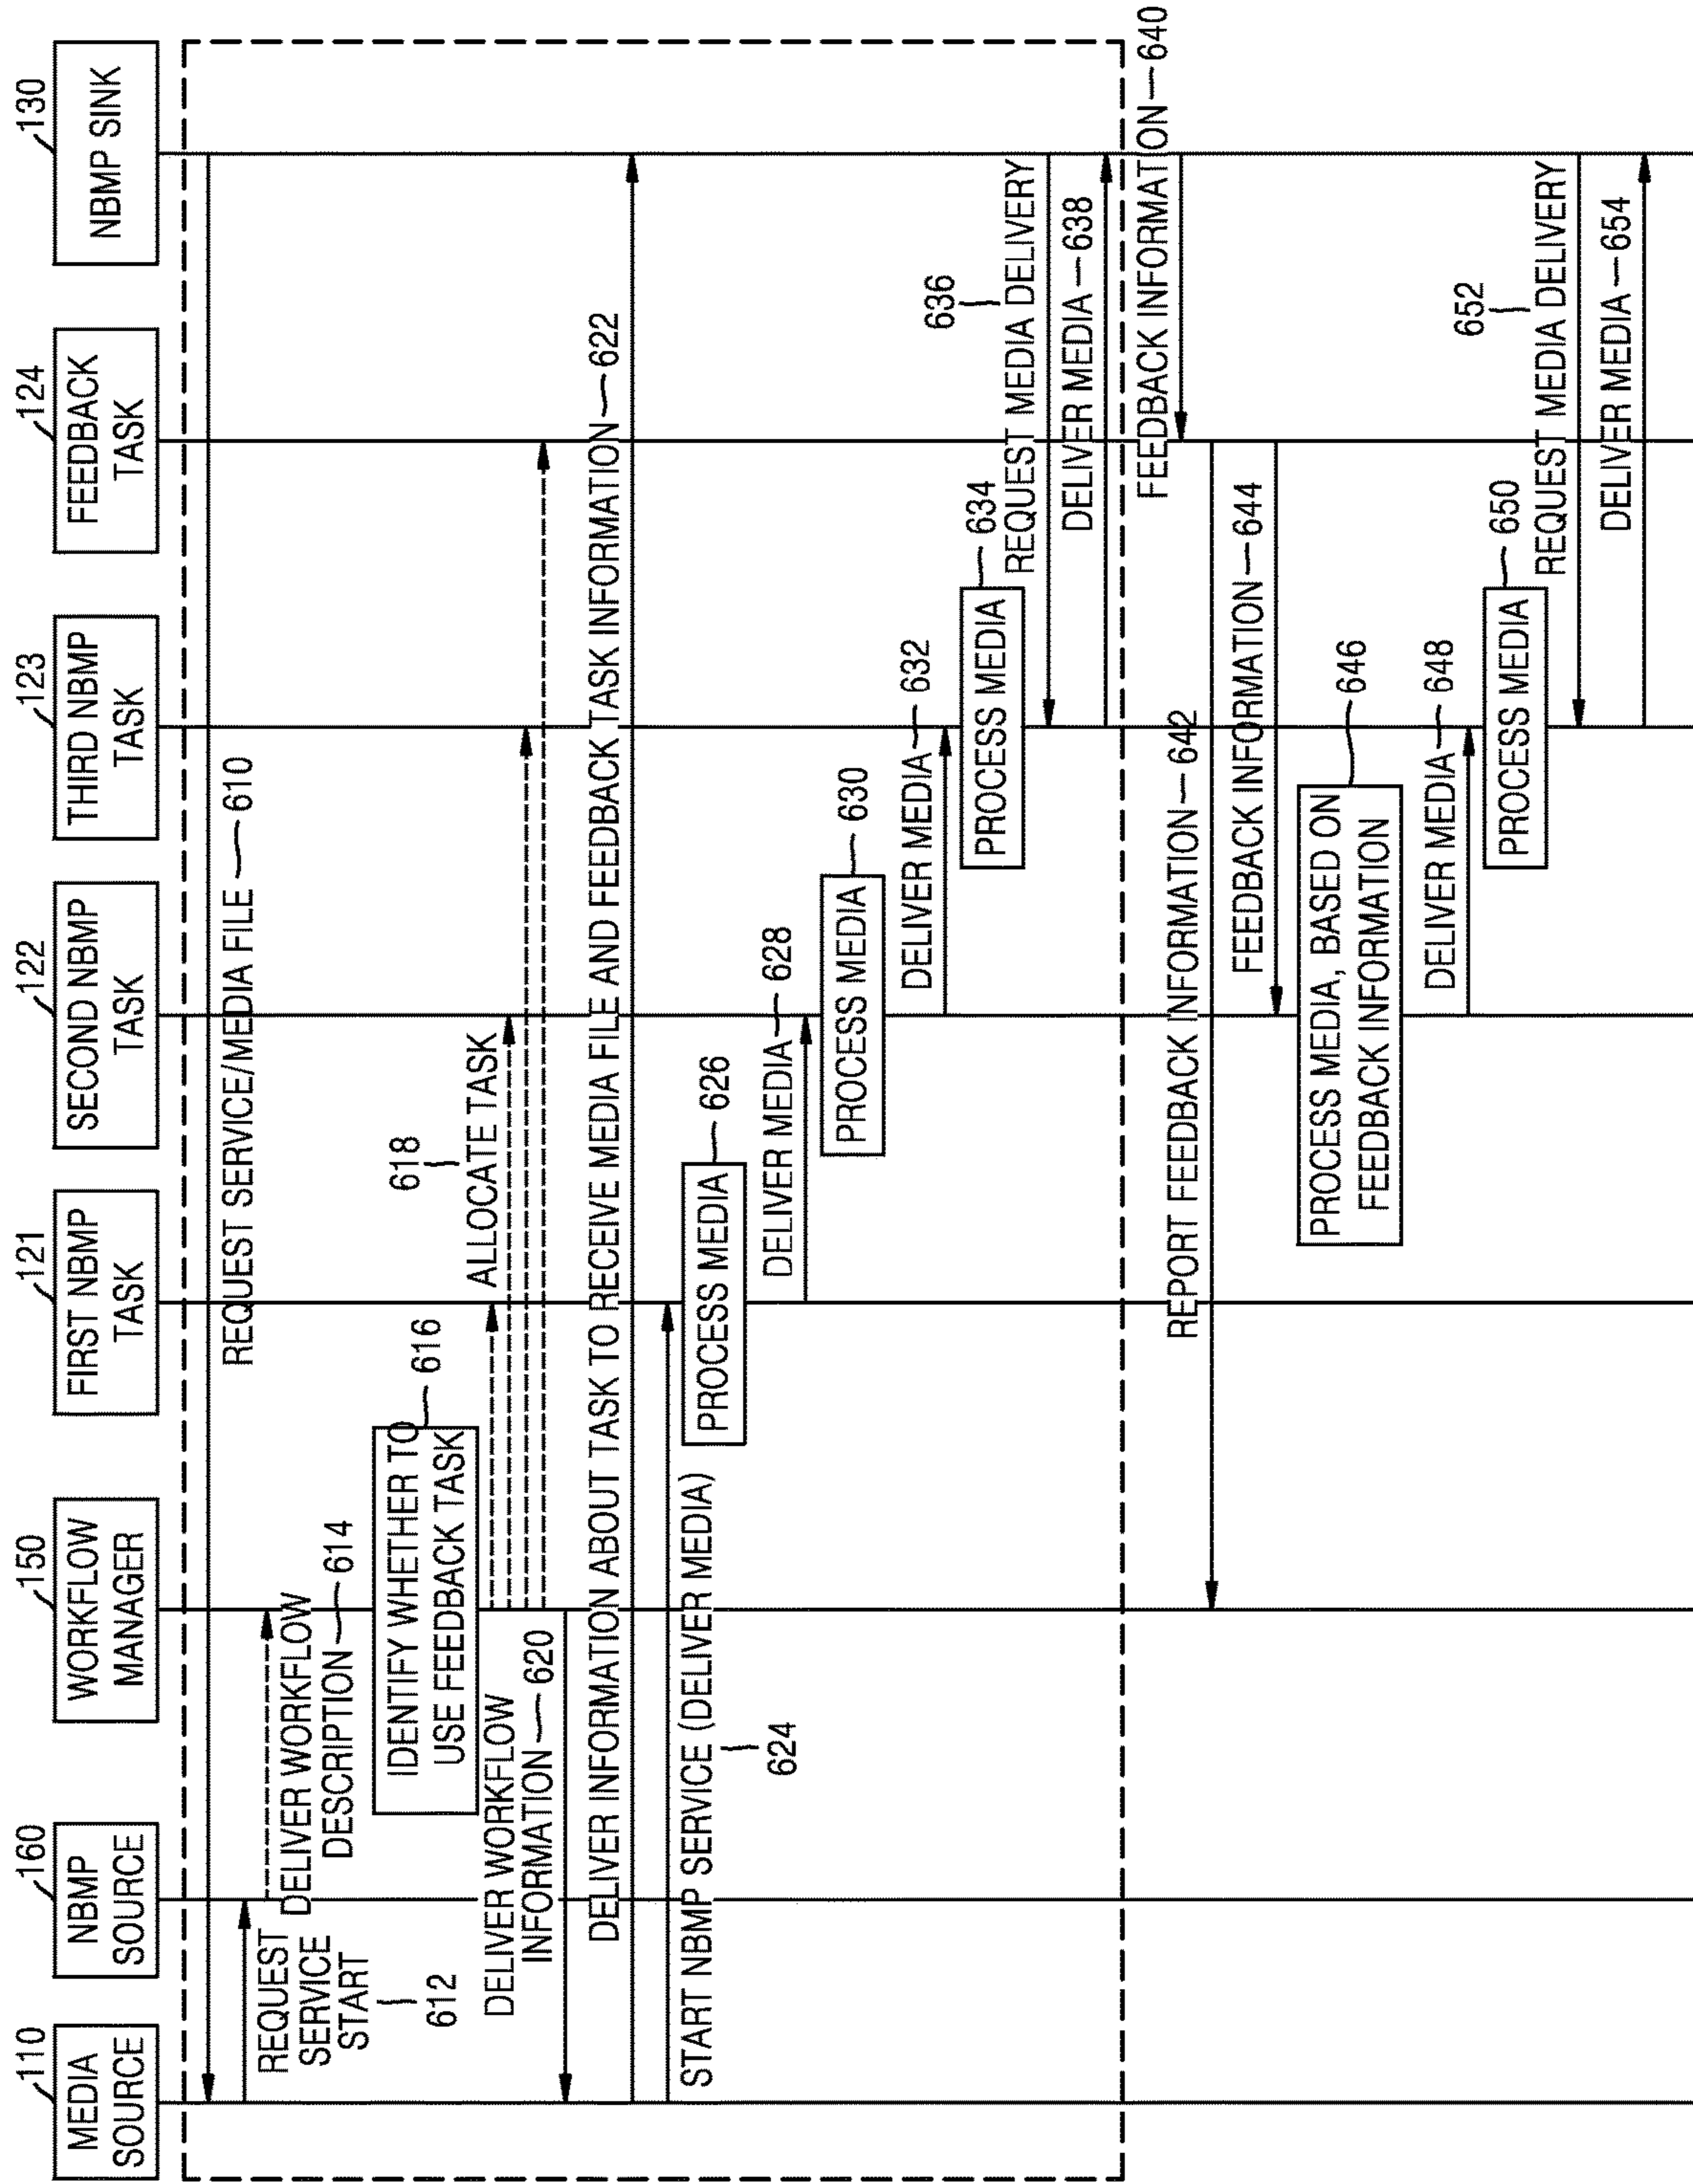 110
MEDIA
SOURCE
160
NBMP
SOURCE
150
WORKFLOW
MANAGER
121
FIRST NBMP
TASK
122
SECOND NBMP
TASK
123
THIRD NBMP
TASK
124
FEEDBACK
TASK
130
NBMP SINK
REQUEST SERVICE/MEDIA FILE 610
REQUEST
SERVICE
START
612
DELIVER WORKFLOW
DESCRIPTION 614
IDENTIFY WHETHER TO
USE FEEDBACK TASK
616
618
ALLOCATE TASK
DELIVER WORKFLOW
INFORMATION 620
DELIVER INFORMATION ABOUT TASK TO RECEIVE MEDIA FILE AND FEEDBACK TASK INFORMATION 622
START NBMP SERVICE (DELIVER MEDIA)
624
PROCESS MEDIA 626
DELIVER MEDIA 628
PROCESS MEDIA 630
DELIVER MEDIA 632
PROCESS MEDIA 634
636
REQUEST MEDIA DELIVERY
DELIVER MEDIA 638
FEEDBACK INFORMATION 640
REPORT FEEDBACK INFORMATION 642
FEEDBACK INFORMATION 644
PROCESS MEDIA, BASED ON
FEEDBACK INFORMATION
646
DELIVER MEDIA 648
PROCESS MEDIA 650
652
REQUEST MEDIA DELIVERY
DELIVER MEDIA 654